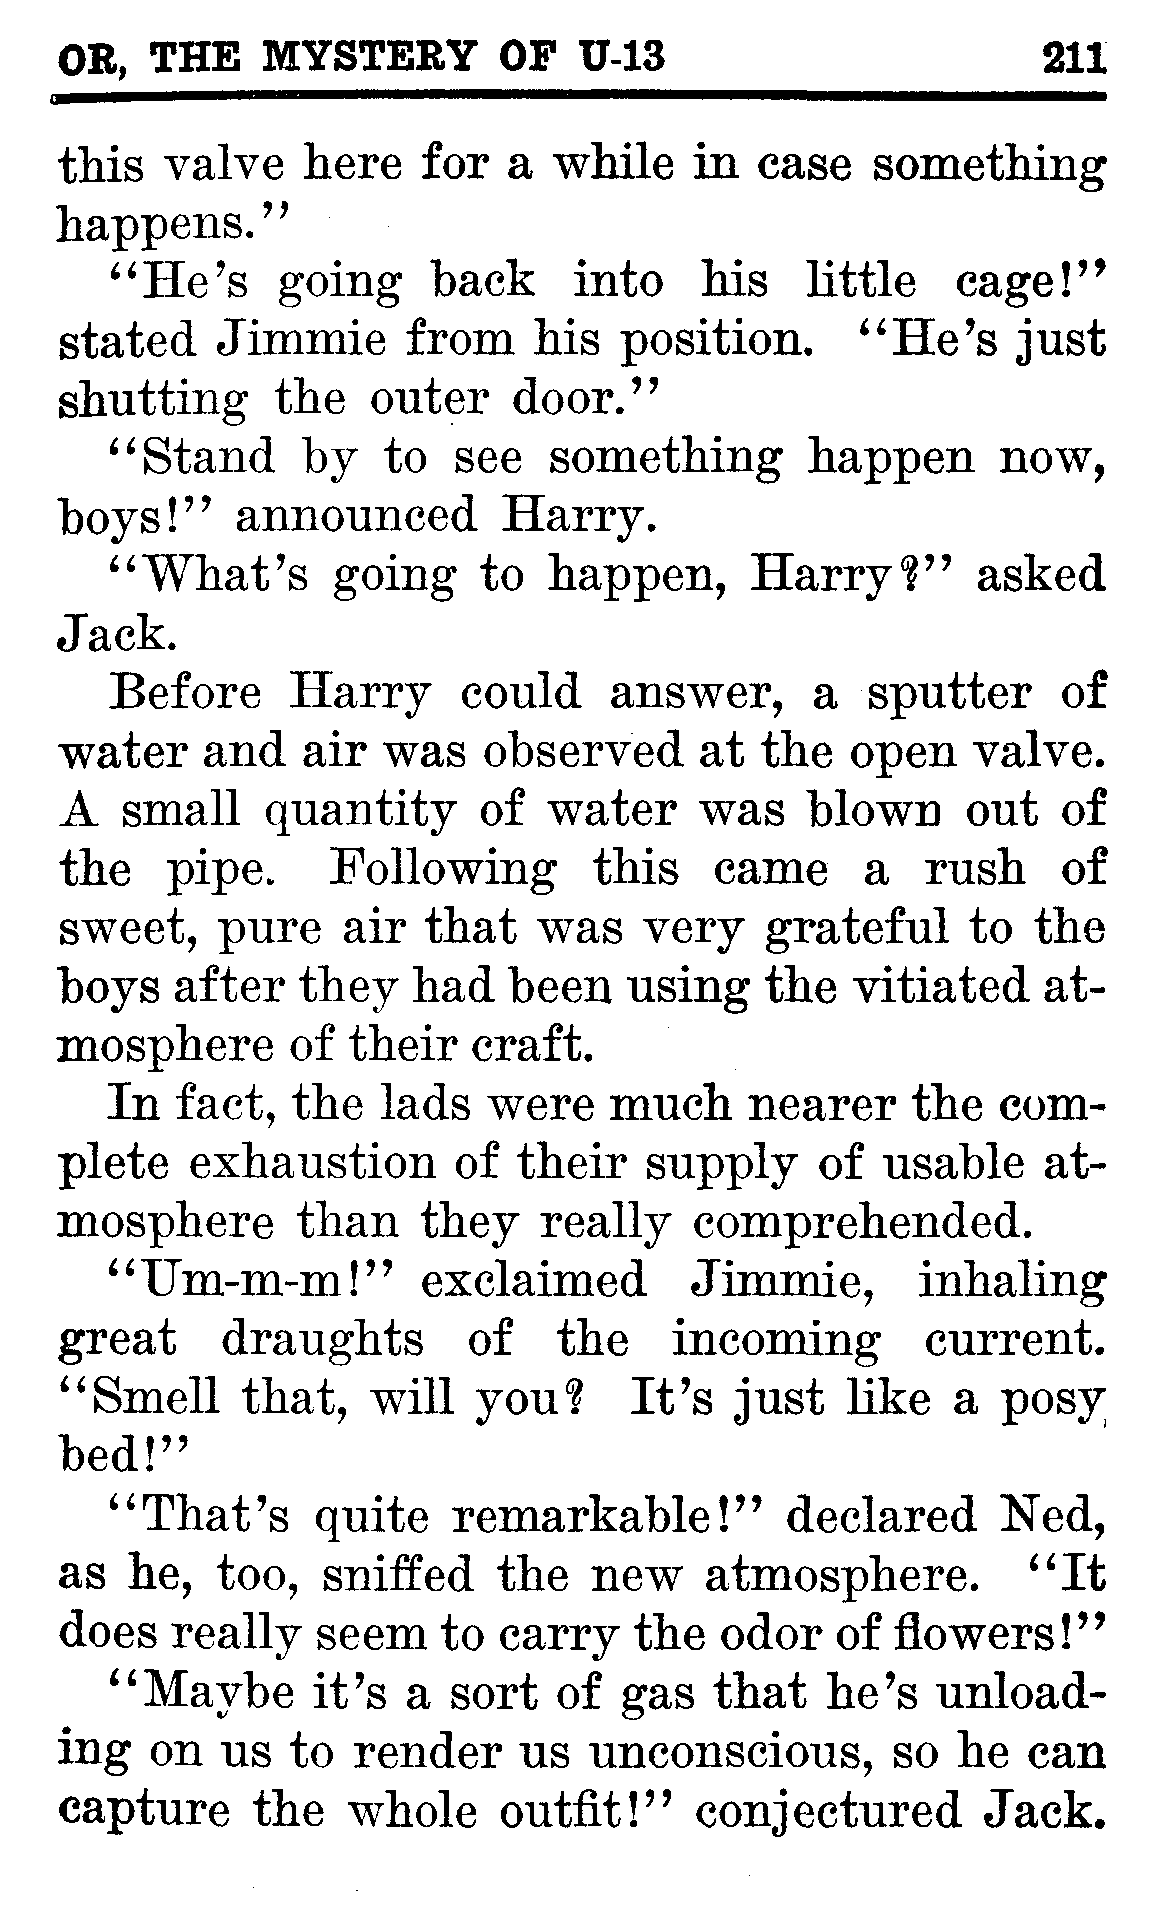 OR, THE MYSTERY OF U-13 211
this valve here for a while in case something
happens."
"He's going back into his little cage!"
stated Jimmie from his position. "He's just
shutting the outer door."
"Stand by to see something happen now,
boys!" announced Harry.
"What's going to happen, Harry?" asked
Jack.
Before Harry could answer, a sputter of
water and air was observed at the open valve.
A small quantity of water was blown out of
the pipe. Following this came a rush of
sweet, pure air that was very grateful to the
boys after they had been using the vitiated at-
mosphere of their craft.
In fact, the lads were much nearer the com-
plete exhaustion of their supply of usable at-
mosphere than they really comprehended.
"Um-m-m!" exclaimed Jimmie, inhaling
great draughts of the incoming current.
"Smell that, will you? It's just like a posy
bed!"
"That's quite remarkable!" declared Ned,
as he, too, sniffed the new atmosphere. "It
does really seem to carry the odor of flowers!"
"Maybe it's a sort of gas that he's unload-
ing on us to render us unconscious, so he can
capture the whole outfit!" conjectured Jack.